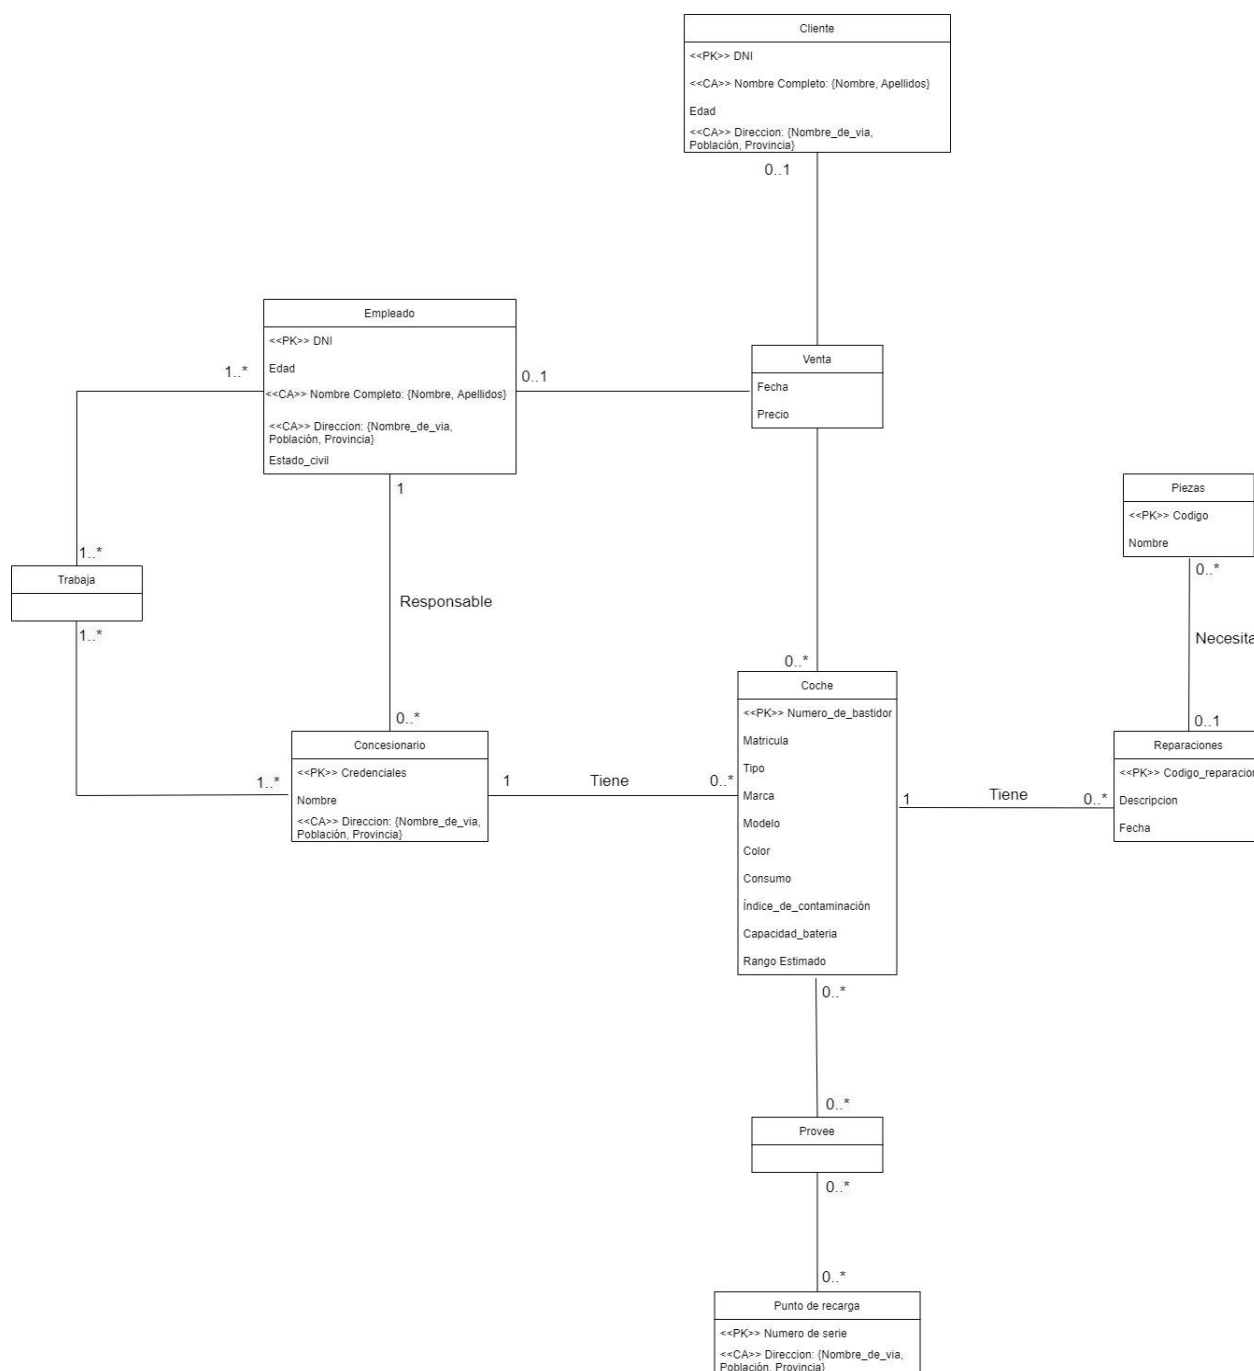 Cliente
<<PK>> DNI
<<CA>> Nombre Completo: {Nombre, Apellidos}
Edad
<<CA>> Direccion: {Nombre_de_via,
Población, Provincia}
0..1
Empleado
<<PK>> DNI
Edad
<<CA>> Nombre Completo: {Nombre, Apellidos}
<<CA>> Direccion: {Nombre_de_via,
Población, Provincia}
Estado_civil
1..*
0..1
Venta
Fecha
Precio
1
Piezas
<<PK>> Codigo
Nombre
0..*
1..*
Trabaja
1..*
Responsable
Necesita
0..*
0..*
0..1
Concesionario
<<PK>> Credenciales
Nombre
<<CA>> Direccion: {Nombre_de_via,
Población, Provincia}
1..*
1
Tiene
0..*
Coche
<<PK>> Numero_de_bastidor
Matricula
Tipo
Marca
Modelo
Color
Consumo
Índice_de_contaminación
Capacidad_bateria
Rango Estimado
1
Tiene
0..*
Reparaciones
<<PK>> Codigo_reparacion
Descripcion
Fecha
0..*
0..*
Provee
0..*
0..*
Punto de recarga
<<PK>> Numero de serie
<<CA>> Direccion: {Nombre_de_via,
Población, Provincia}